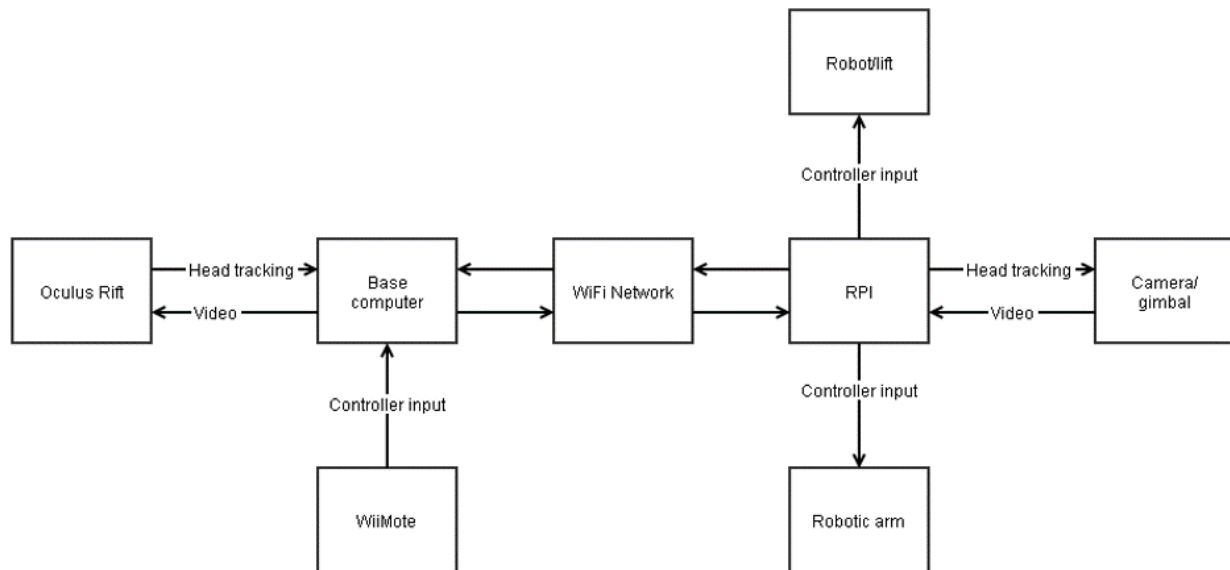 Robot/lift
Controller input
Oculus Rift
Head tracking
Video
Base
computer
WiFi Network
RPI
Head tracking
Video
Camera/
gimbal
Controller input
Controller input
WiiMote
Robotic arm